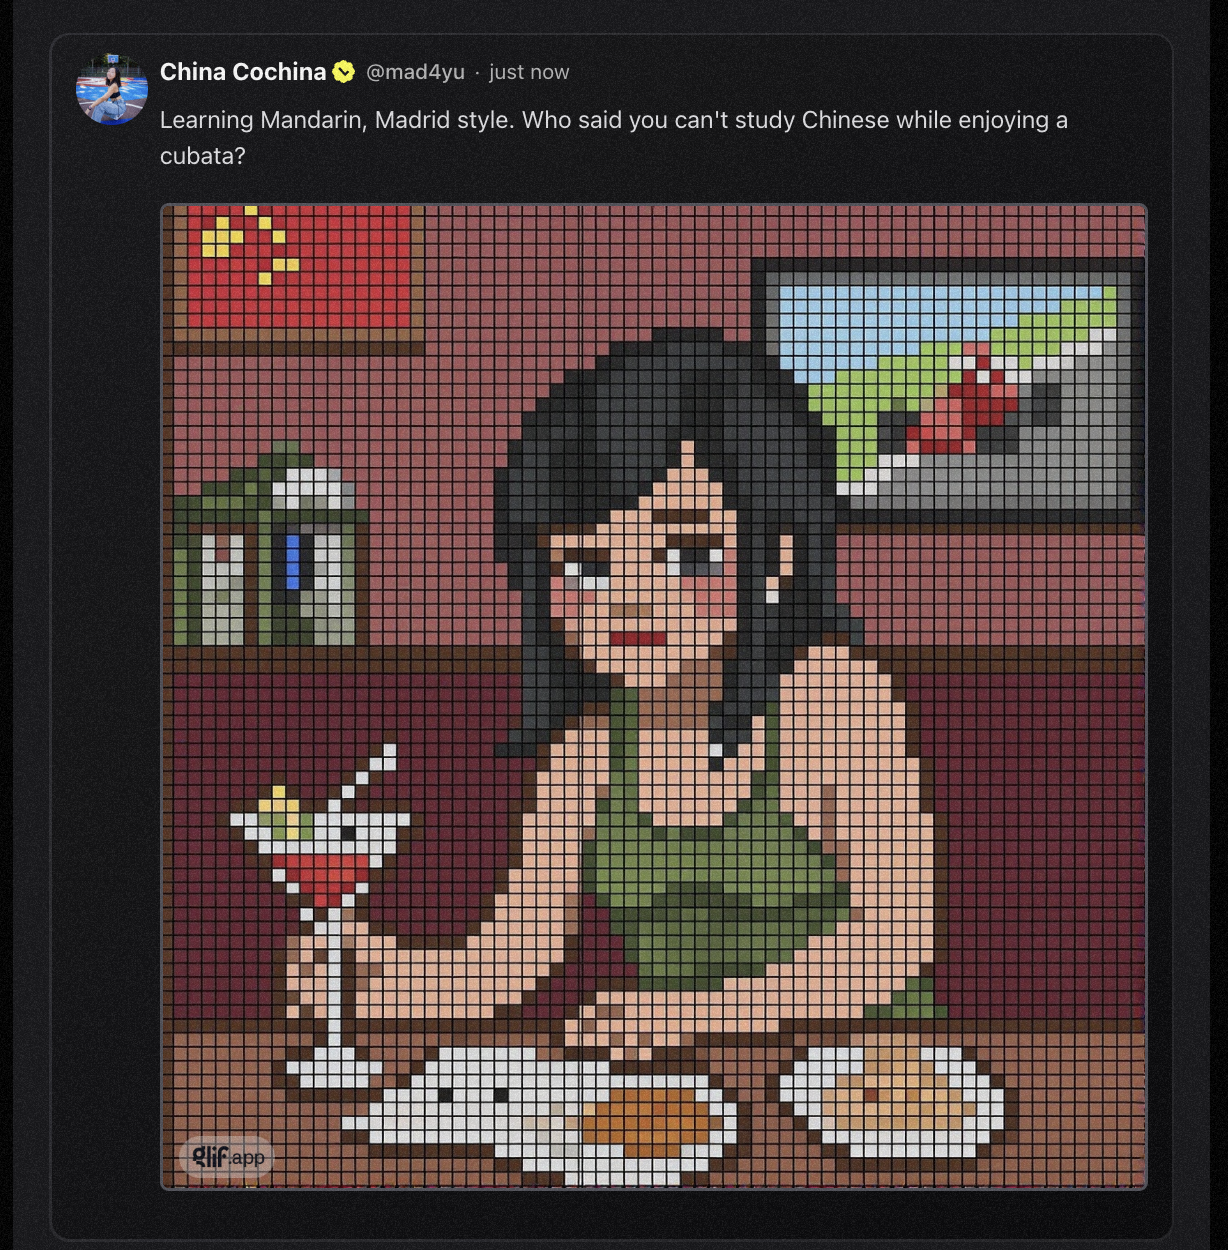 China Cochina @mad4yu · just now
Learning Mandarin, Madrid style. Who said you can't study Chinese while enjoying a
cubata?
glif.app